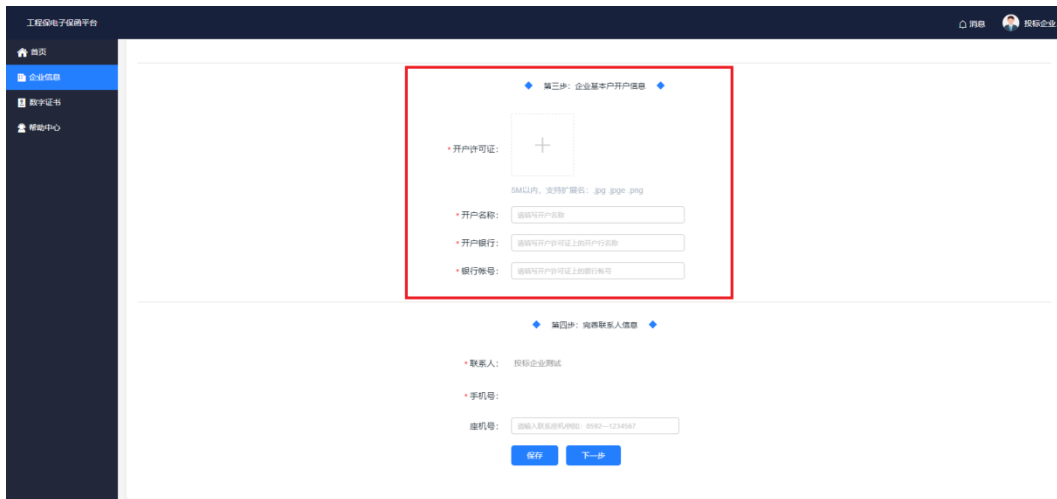 工程保电子保函平台
消息
投标企业
首页
企业信息
数字证书
帮助中心
第三步：企业基本户开户信息
*开户许可证：
5M以内，支持扩展名：.jpg .jpge .png
*开户名称：
请填写开户名称
*开户银行：
请填写开户许可证上的开户行名称
*银行帐号：
请填写开户许可证上的银行帐号
第四步：完善联系人信息
*联系人：
投标企业测试
*手机号：
座机号：
请输入联系座机/例如：0592—1234567
保存
下一步